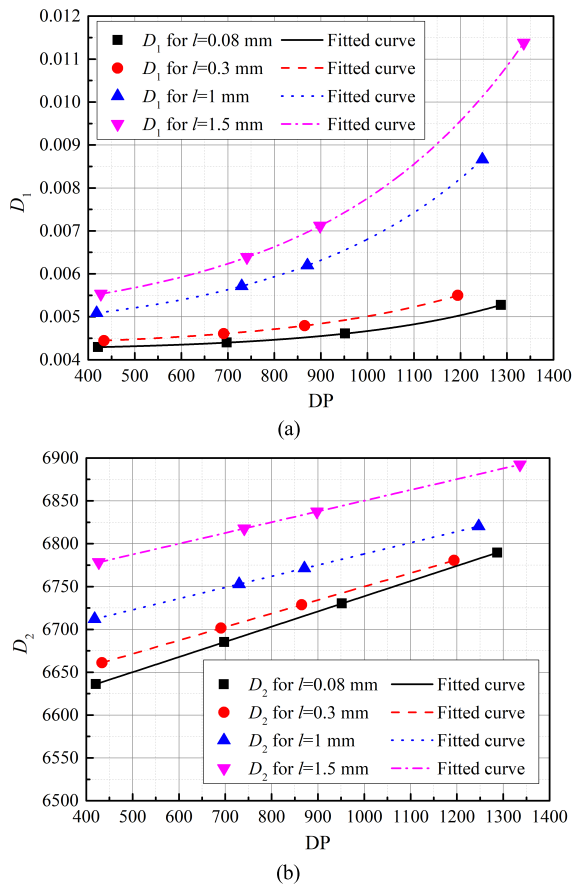 0.012
0.011
0.010
0.009
0.008
0.007
0.006
0.005
0.004
D1
D1 for l=0.08 mm Fitted curve
D1 for l=0.3 mm Fitted curve
D1 for l=1 mm Fitted curve
D1 for l=1.5 mm Fitted curve
400 500 600 700 800 900 1000 1100 1200 1300 1400
DP
(a)
6900
6850
6800
6750
6700
6650
6600
6550
6500
D2
D2 for l=0.08 mm Fitted curve
D2 for l=0.3 mm Fitted curve
D2 for l=1 mm Fitted curve
D2 for l=1.5 mm Fitted curve
400 500 600 700 800 900 1000 1100 1200 1300 1400
DP
(b)